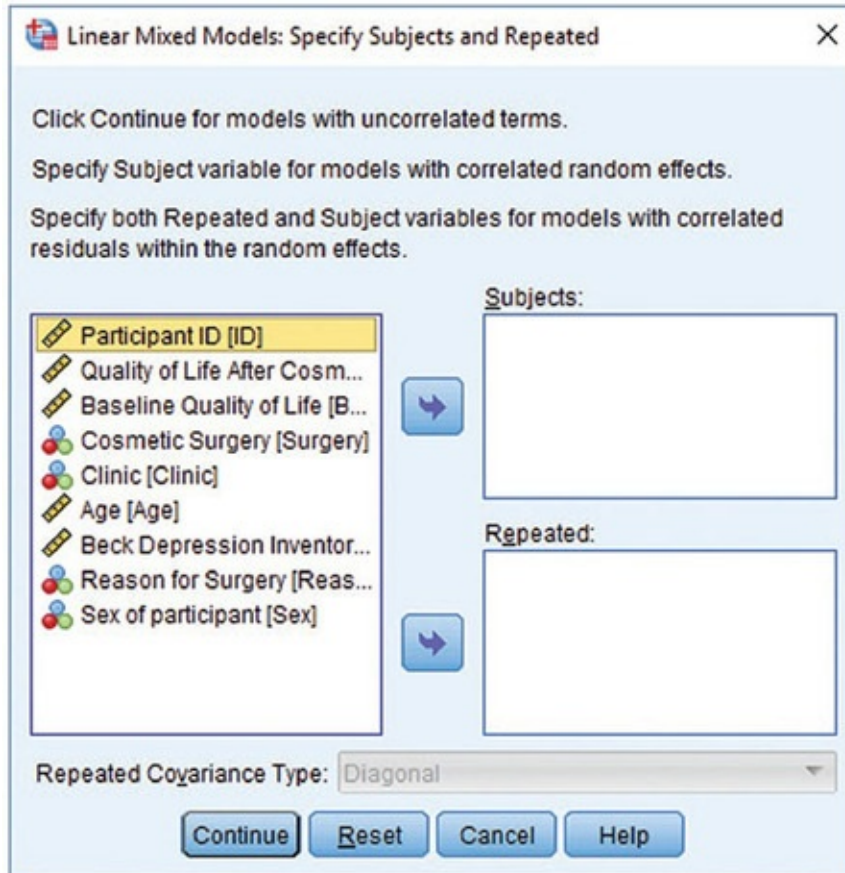 Linear Mixed Models: Specify Subjects and Repeated
Click Continue for models with uncorrelated terms.
Specify Subject variable for models with correlated random effects.
Specify both Repeated and Subject variables for models with correlated
residuals within the random effects.
Subjects:
Participant ID [ID]
Quality of Life After Cosm...
Baseline Quality of Life [B...
Cosmetic Surgery [Surgery]
Clinic [Clinic]
Age [Age]
Beck Depression Inventor...
Reason for Surgery [Reas...
Sex of participant [Sex]
Repeated:
Repeated Covariance Type: Diagonal
Continue Reset Cancel Help